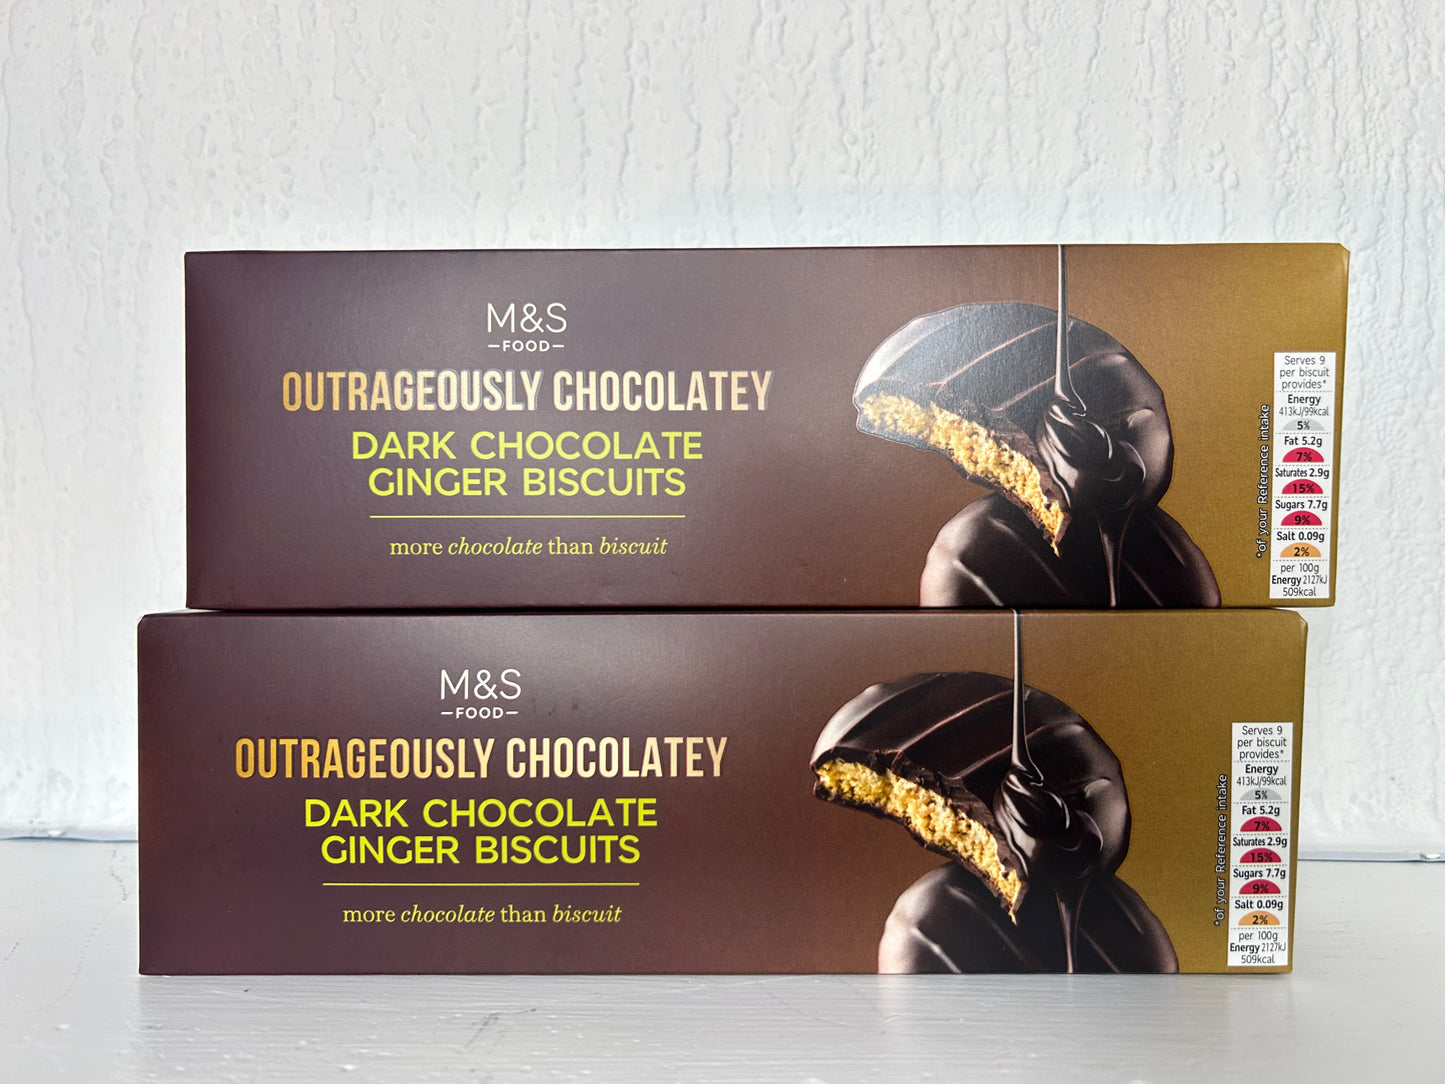 M&S
FOOD
OUTRAGEOUSLY CHOCOLATEY
DARK CHOCOLATE
GINGER BISCUITS
more chocolate than biscuit
*of your Reference intake
Serves 9
per biscuit
provides*
Energy
413kJ/99kcal
5%
Fat 5.2g
7%
Saturates 2.9g
15%
Sugars 7.7g
9%
Salt 0.09g
2%
per 100g
Energy 2127kJ
509kcal
M&S
FOOD
OUTRAGEOUSLY CHOCOLATEY
DARK CHOCOLATE
GINGER BISCUITS
more chocolate than biscuit
*of your Reference intake
Serves 9
per biscuit
provides*
Energy
413kJ/99kcal
5%
Fat 5.2g
7%
Saturates 2.9g
15%
Sugars 7.7g
9%
Salt 0.09g
2%
per 100g
Energy 2127kJ
509kcal